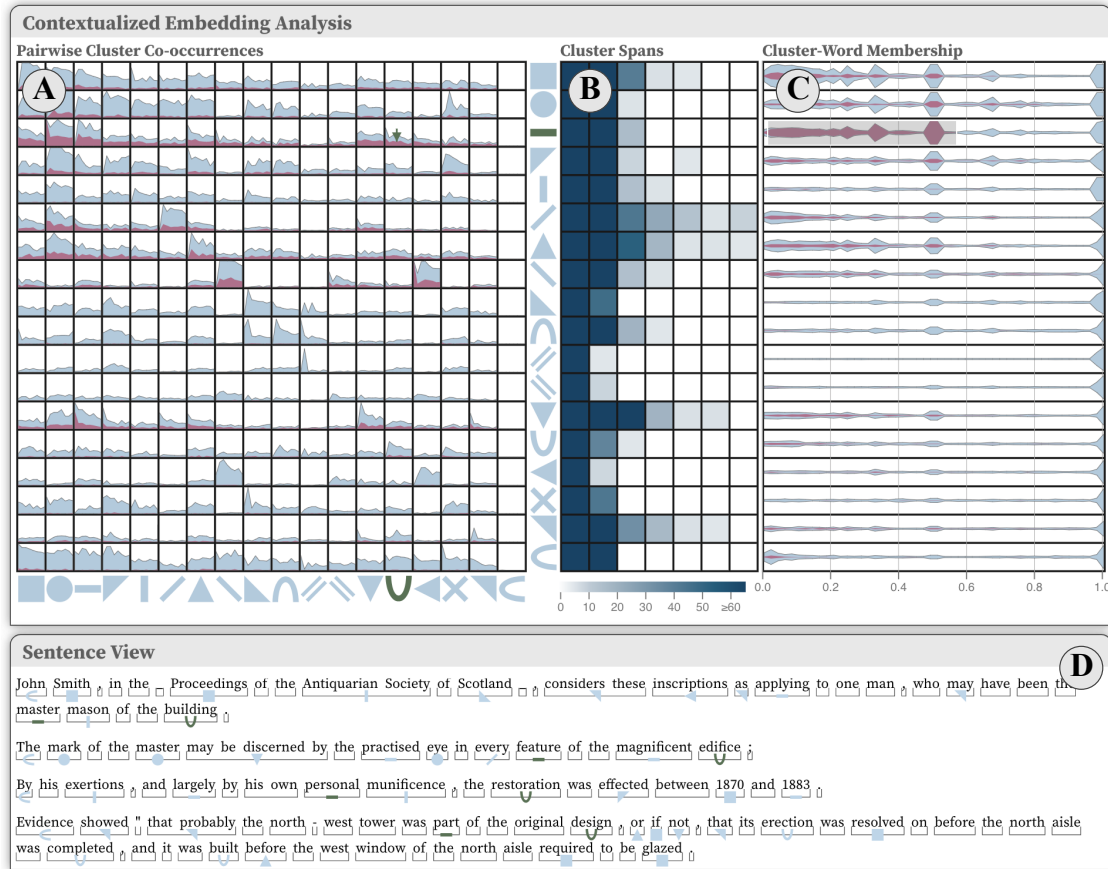 Contextualized Embedding Analysis
Pairwise Cluster Co-occurrences
Cluster Spans
Cluster-Word Membership
A
B
C
0 10 20 30 40 50 ≥60
0.0 0.2 0.4 0.6 0.8 1.0
Sentence View
D
John Smith , in the _ Proceedings of the Antiquarian Society of Scotland _ , considers these inscriptions as applying to one man , who may have been the
master mason of the building .
The mark of the master may be discerned by the practised eye in every feature of the magnificent edifice ;
By his exertions , and largely by his own personal munificence , the restoration was effected between 1870 and 1883 .
Evidence showed " that probably the north - west tower was part of the original design , or if not , that its erection was resolved on before the north aisle
was completed , and it was built before the west window of the north aisle required to be glazed .